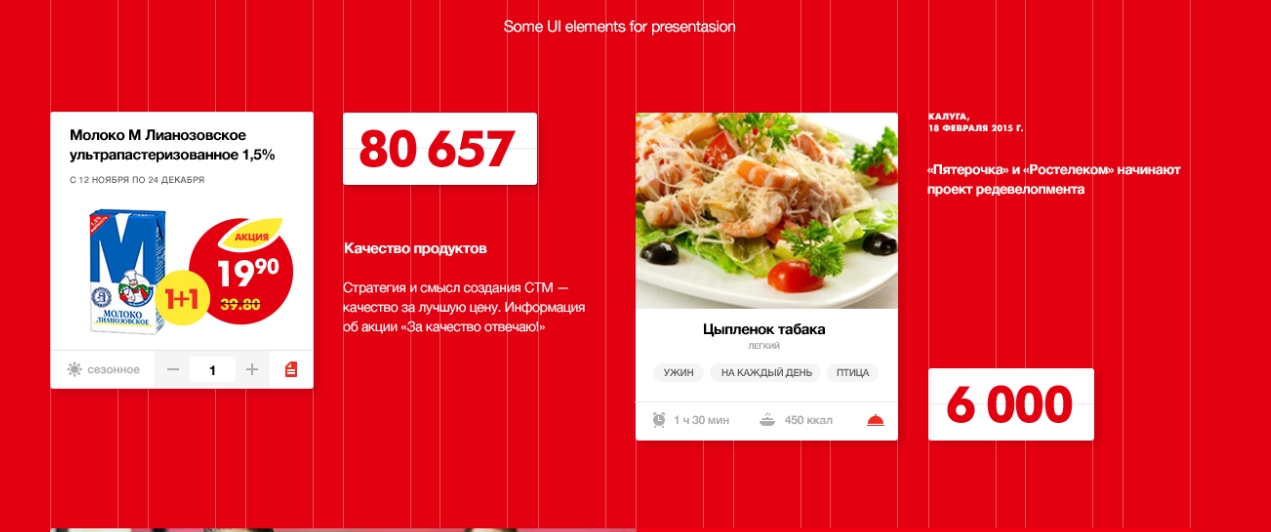 Some UI elements for presentasion
Молоко М Лианозовское
ультрапастеризованное 1,5%
С 12 НОЯБРЯ ПО 24 ДЕКАБРЯ
М
МОЛОКО
ЛИАНОЗОВСКОЕ
АКЦИЯ
19 90
1+1
39.80
сезонное
− 1 +
80 657
Качество продуктов
Стратегия и смысл создания СТМ —
качество за лучшую цену. Информация
об акции «За качество отвечаю!»
Цыпленок табака
ЛЕГКИЙ
УЖИН НА КАЖДЫЙ ДЕНЬ ПТИЦА
1 ч 30 мин 450 ккал
КАЛУГА,
18 ФЕВРАЛЯ 2015 Г.
«Пятерочка» и «Ростелеком» начинают
проект редевелопмента
6 000